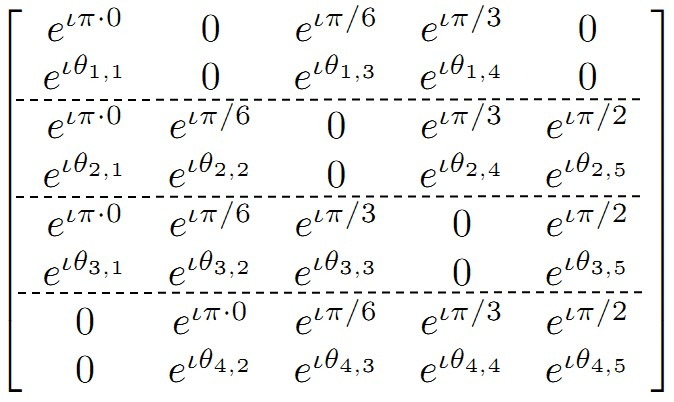 e^{ιπ·0} 0 e^{ιπ/6} e^{ιπ/3} 0
e^{ιθ_{1,1}} 0 e^{ιθ_{1,3}} e^{ιθ_{1,4}} 0
e^{ιπ·0} e^{ιπ/6} 0 e^{ιπ/3} e^{ιπ/2}
e^{ιθ_{2,1}} e^{ιθ_{2,2}} 0 e^{ιθ_{2,4}} e^{ιθ_{2,5}}
e^{ιπ·0} e^{ιπ/6} e^{ιπ/3} 0 e^{ιπ/2}
e^{ιθ_{3,1}} e^{ιθ_{3,2}} e^{ιθ_{3,3}} 0 e^{ιθ_{3,5}}
0 e^{ιπ·0} e^{ιπ/6} e^{ιπ/3} e^{ιπ/2}
0 e^{ιθ_{4,2}} e^{ιθ_{4,3}} e^{ιθ_{4,4}} e^{ιθ_{4,5}}